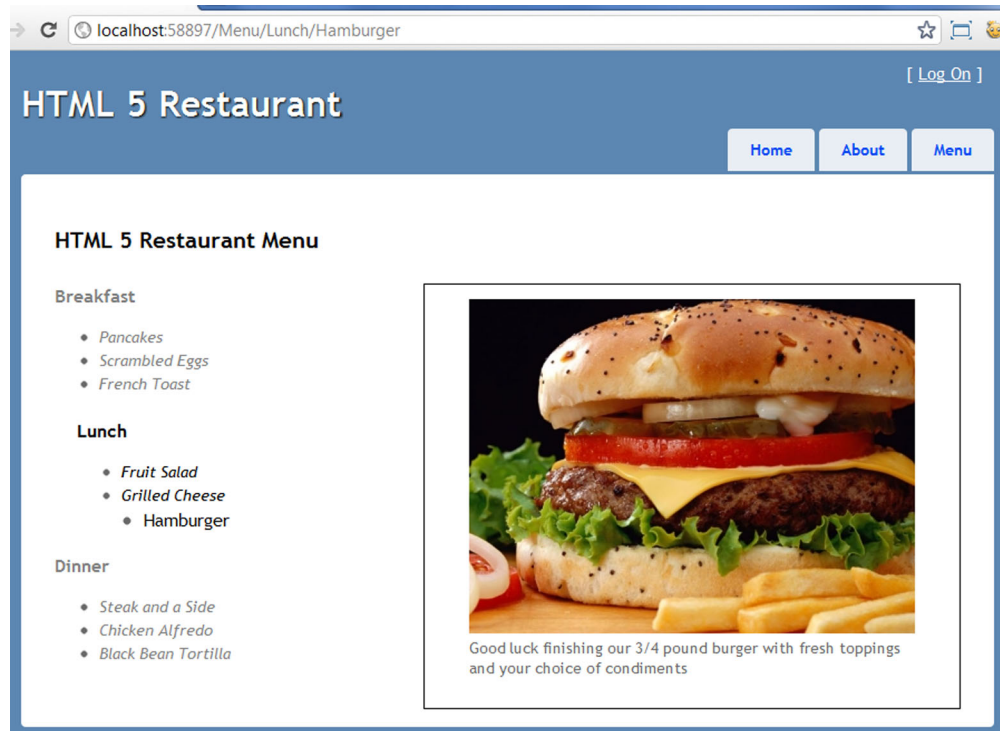 localhost:58897/Menu/Lunch/Hamburger
[ Log On ]
HTML 5 Restaurant
Home About Menu
HTML 5 Restaurant Menu
Breakfast
Pancakes
Scrambled Eggs
French Toast
Lunch
Fruit Salad
Grilled Cheese
Hamburger
Dinner
Steak and a Side
Chicken Alfredo
Black Bean Tortilla
Good luck finishing our 3/4 pound burger with fresh toppings
and your choice of condiments